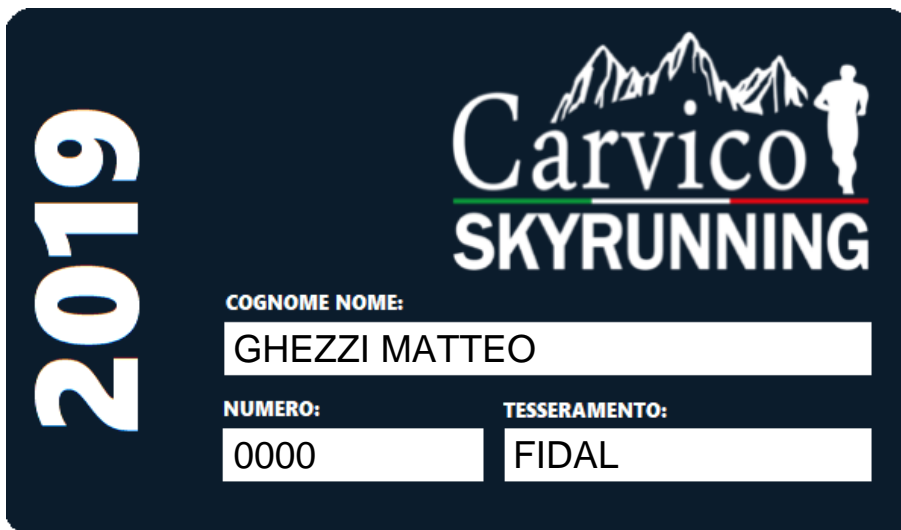 2019
Carvico
SKYRUNNING
COGNOME NOME:
GHEZZI MATTEO
NUMERO:
TESSERAMENTO:
0000
FIDAL